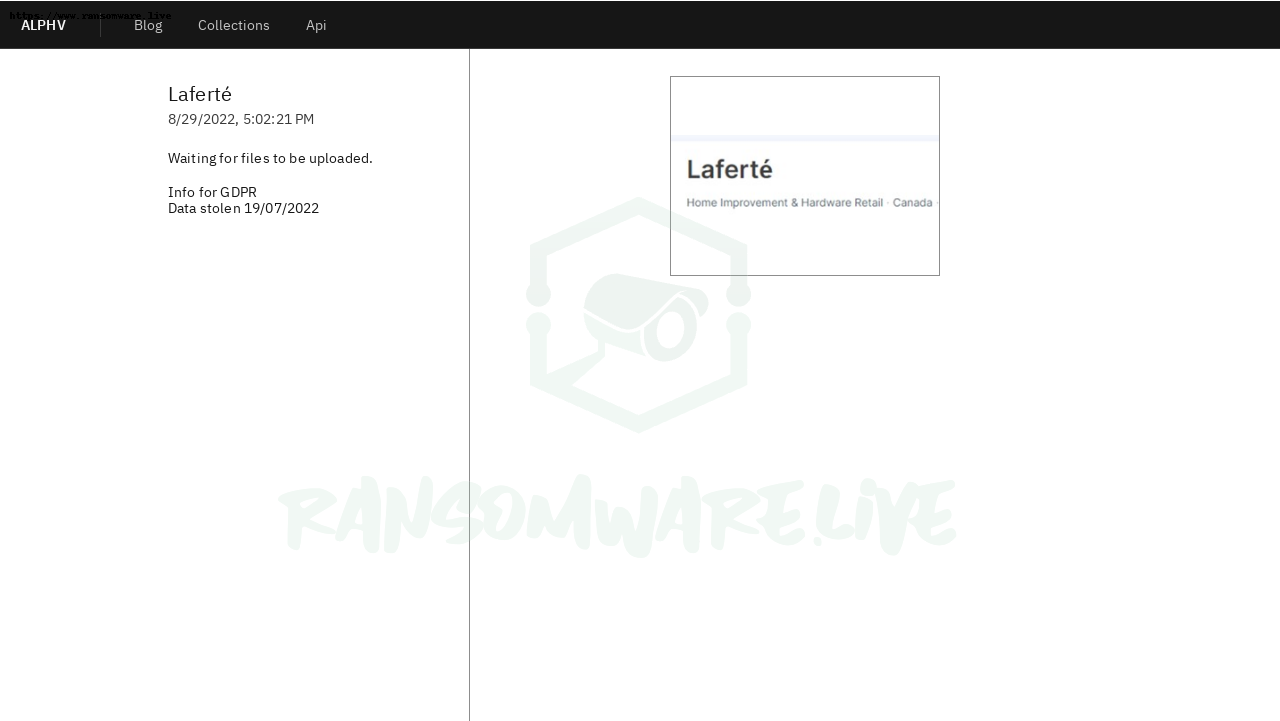 https://www.ransomware.live
ALPHV
Blog
Collections
Api
Laferté
8/29/2022, 5:02:21 PM
Waiting for files to be uploaded.
Info for GDPR
Data stolen 19/07/2022
Laferté
Home Improvement & Hardware Retail · Canada ·
RANSOMWARE.LIVE